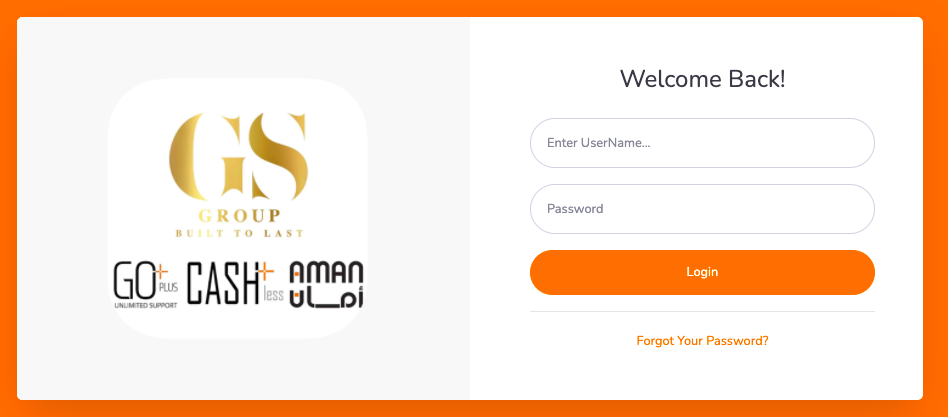 GS
GROUP
BUILT TO LAST
GO+ PLUS
UNLIMITED SUPPORT
CASH+ less
AMAN
أمــان
Welcome Back!
Enter UserName...
Password
Login
Forgot Your Password?